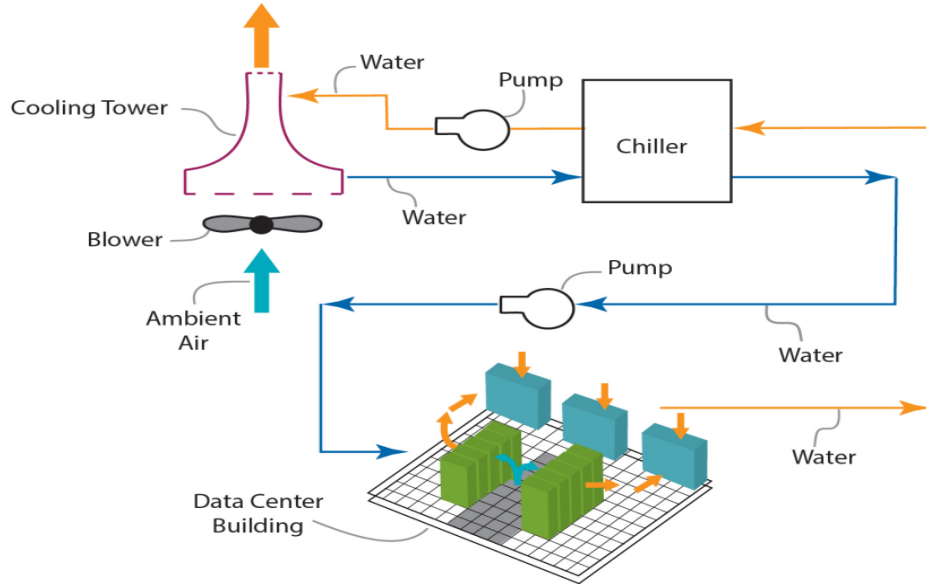 Water
Pump
Cooling Tower
Chiller
Water
Blower
Pump
Ambient
Air
Water
Water
Data Center
Building